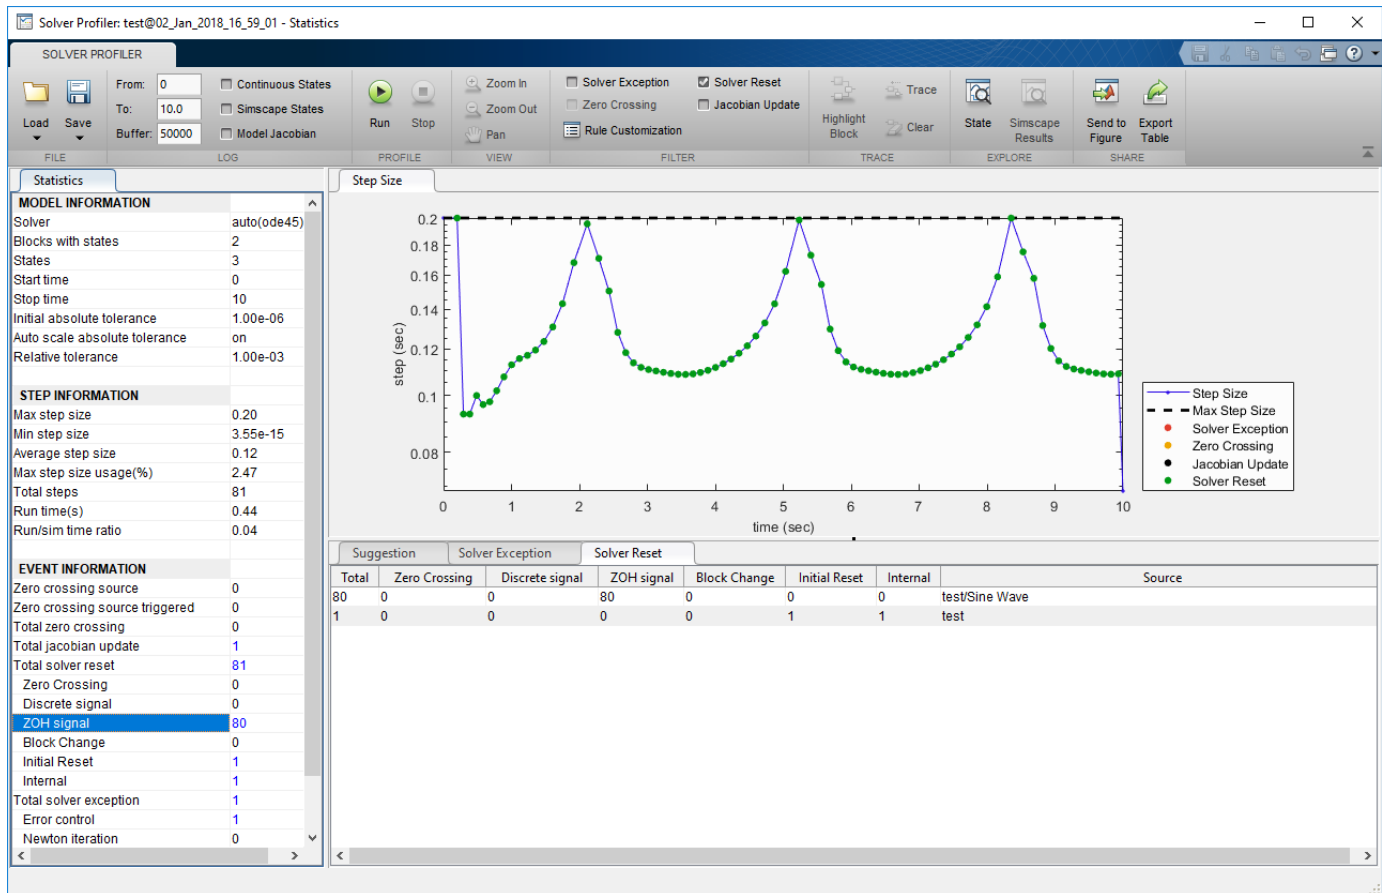 Solver Profiler: test@02_Jan_2018_16_59_01 - Statistics
SOLVER PROFILER
Load
Save
From: 0
To: 10.0
Buffer: 50000
Continuous States
Simscape States
Model Jacobian
Run
Stop
Zoom In
Zoom Out
Pan
Solver Exception
Solver Reset
Zero Crossing
Jacobian Update
Rule Customization
Highlight Block
Trace
Clear
State
Simscape Results
Send to Figure
Export Table
FILE
LOG
PROFILE
VIEW
FILTER
TRACE
EXPLORE
SHARE
Statistics
MODEL INFORMATION
Solver auto(ode45)
Blocks with states 2
States 3
Start time 0
Stop time 10
Initial absolute tolerance 1.00e-06
Auto scale absolute tolerance on
Relative tolerance 1.00e-03
STEP INFORMATION
Max step size 0.20
Min step size 3.55e-15
Average step size 0.12
Max step size usage(%) 2.47
Total steps 81
Run time(s) 0.44
Run/sim time ratio 0.04
EVENT INFORMATION
Zero crossing source 0
Zero crossing source triggered 0
Total zero crossing 0
Total jacobian update 1
Total solver reset 81
Zero Crossing 0
Discrete signal 0
ZOH signal 80
Block Change 0
Initial Reset 1
Internal 1
Total solver exception 1
Error control 1
Newton iteration 0
Step Size
0.2
0.18
0.16
0.14
0.12
0.1
0.08
step (sec)
0 1 2 3 4 5 6 7 8 9 10
time (sec)
Step Size
Max Step Size
Solver Exception
Zero Crossing
Jacobian Update
Solver Reset
Suggestion Solver Exception Solver Reset
Total Zero Crossing Discrete signal ZOH signal Block Change Initial Reset Internal Source
80 0 0 80 0 0 0 test/Sine Wave
1 0 0 0 0 1 1 test